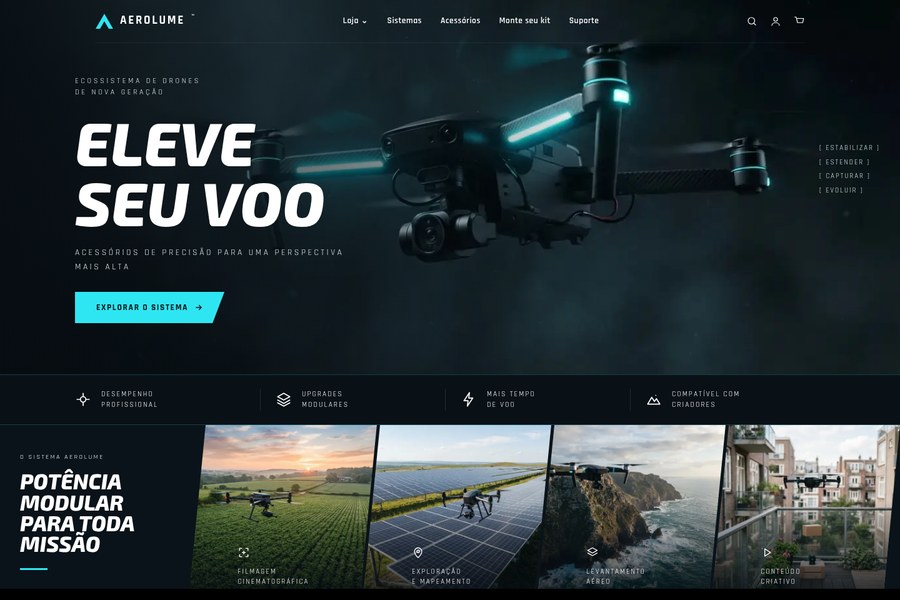 AEROLUME ™
Loja
Sistemas
Acessórios
Monte seu kit
Suporte
ECOSSISTEMA DE DRONES
DE NOVA GERAÇÃO
ELEVE
SEU VOO
ACESSÓRIOS DE PRECISÃO PARA UMA PERSPECTIVA
MAIS ALTA
EXPLORAR O SISTEMA →
[ ESTABILIZAR ]
[ ESTENDER ]
[ CAPTURAR ]
[ EVOLUIR ]
DESEMPENHO
PROFISSIONAL
UPGRADES
MODULARES
MAIS TEMPO
DE VOO
COMPATÍVEL COM
CRIADORES
O SISTEMA AEROLUME
POTÊNCIA
MODULAR
PARA TODA
MISSÃO
FILMAGEM
CINEMATOGRÁFICA
EXPLORAÇÃO
E MAPEAMENTO
LEVANTAMENTO
AÉREO
CONTEÚDO
CRIATIVO